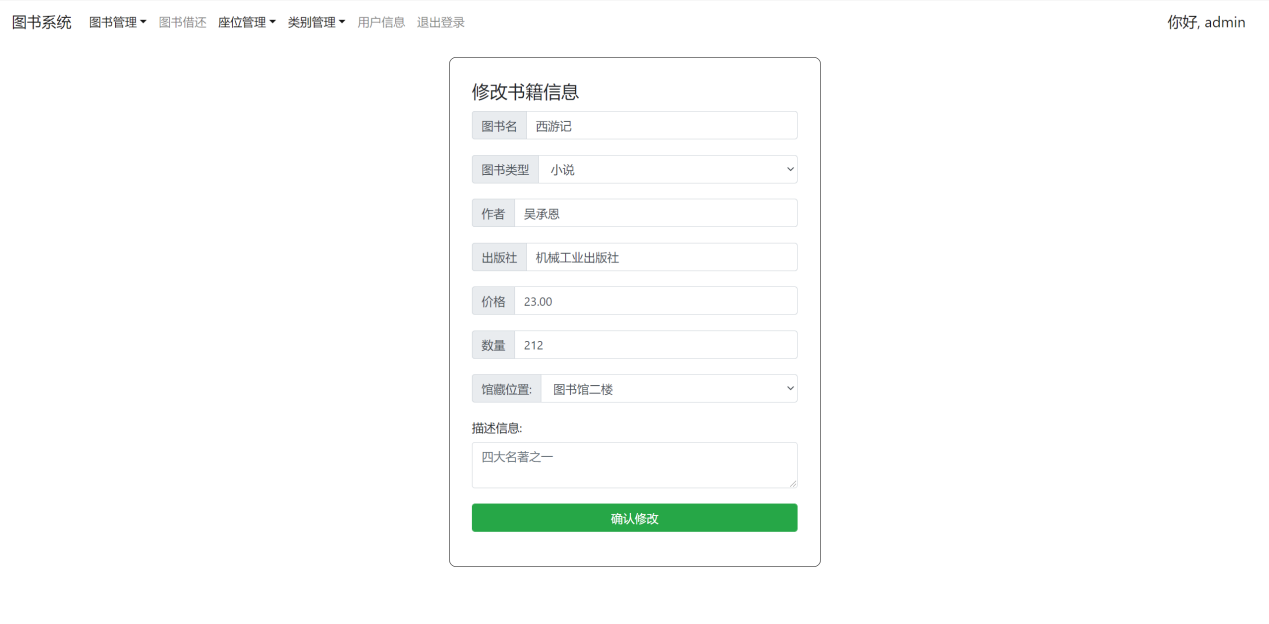 图书系统 图书管理 图书借还 座位管理 类别管理 用户信息 退出登录 你好, admin
修改书籍信息
图书名 西游记
图书类型 小说
作者 吴承恩
出版社 机械工业出版社
价格 23.00
数量 212
馆藏位置: 图书馆二楼
描述信息:
四大名著之一
确认修改